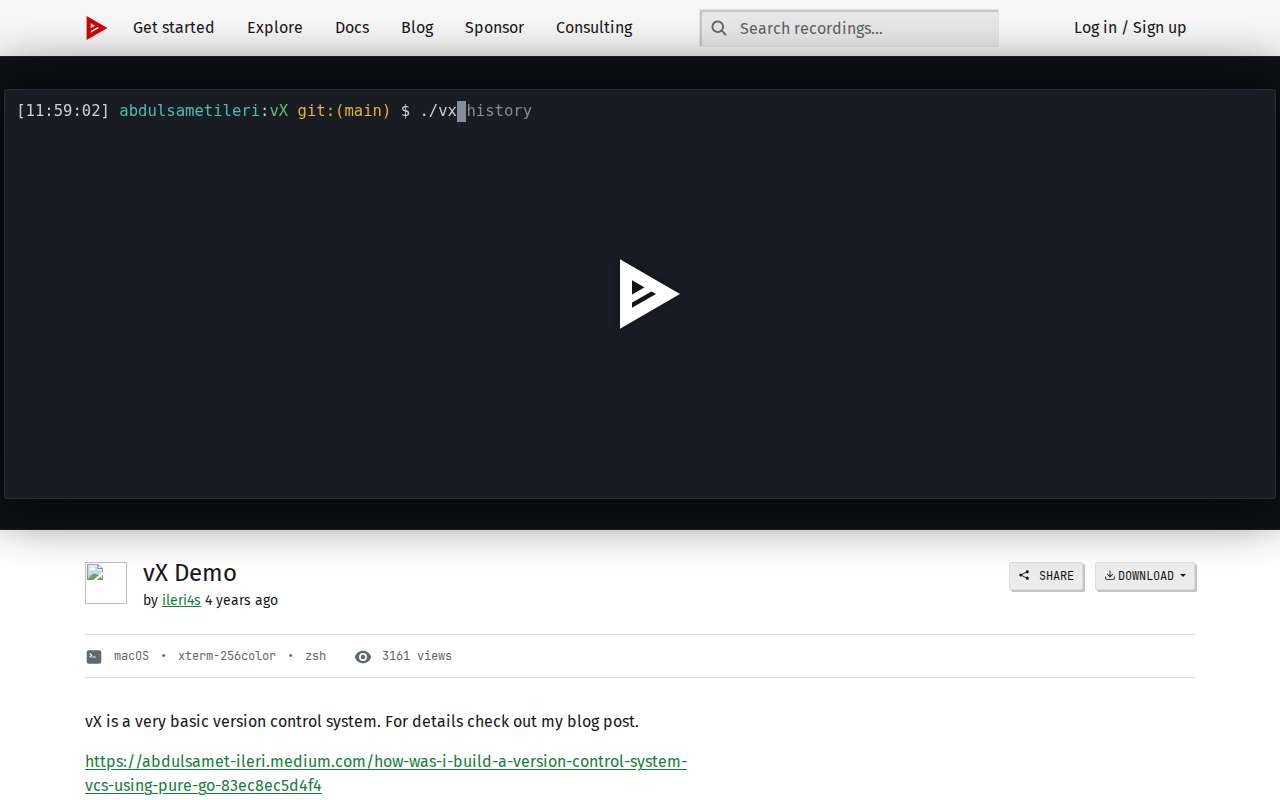 Get started Explore Docs Blog Sponsor Consulting Search recordings... Log in / Sign up
[11:59:02] abdulsametileri:vX git:(main) $ ./vx history
vX Demo
by ileri4s 4 years ago
SHARE DOWNLOAD
macOS • xterm-256color • zsh 3161 views
vX is a very basic version control system. For details check out my blog post.
https://abdulsamet-ileri.medium.com/how-was-i-build-a-version-control-system-
vcs-using-pure-go-83ec8ec5d4f4